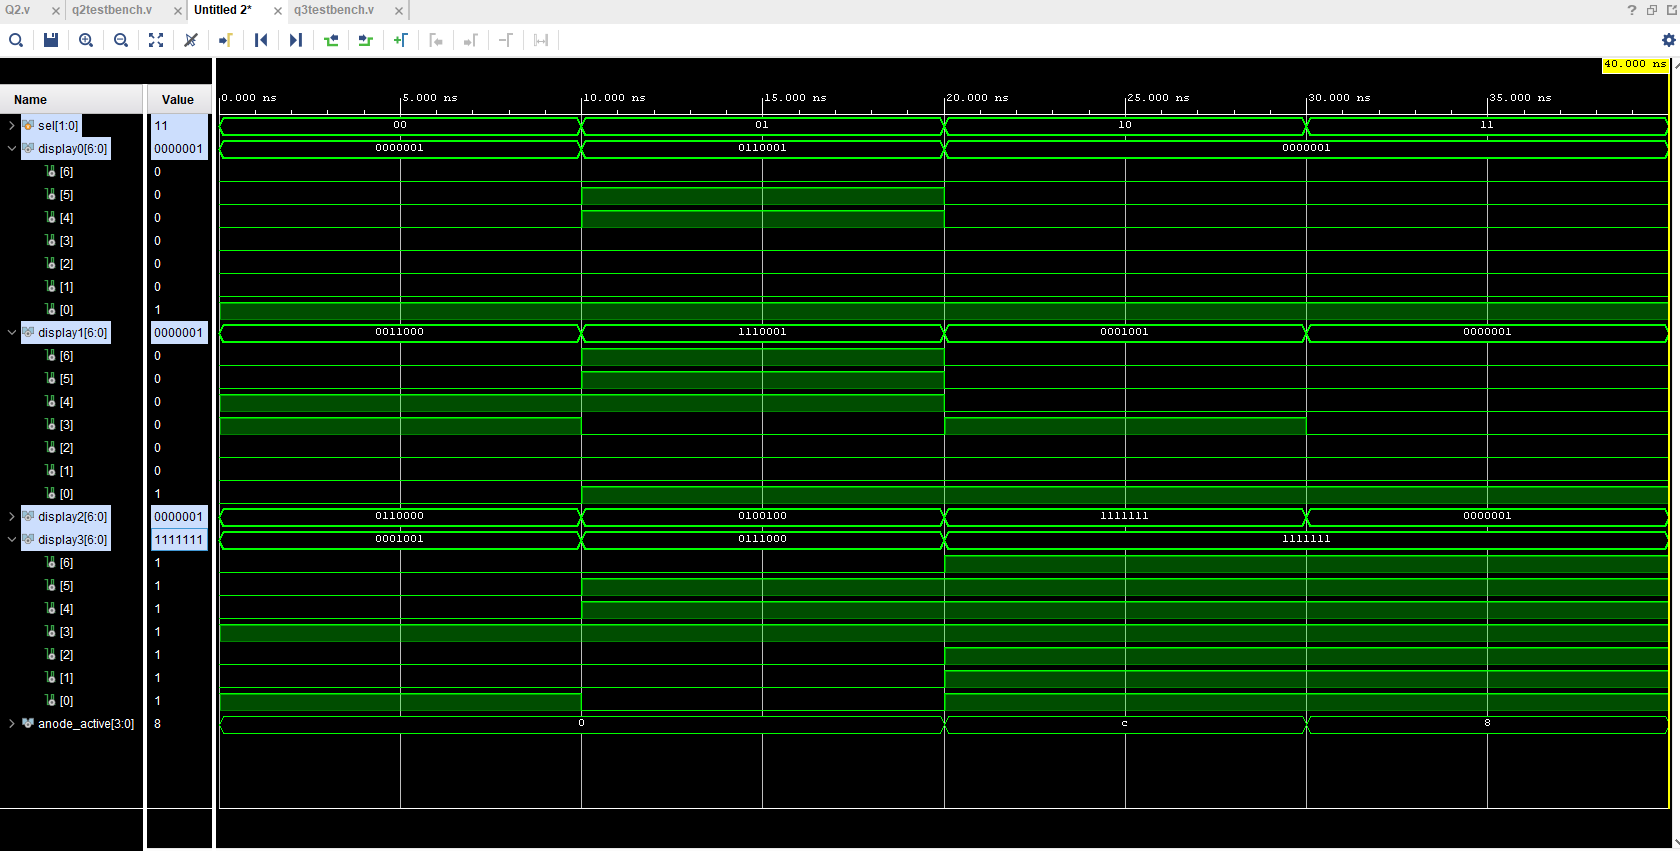 Q2.v q2testbench.v Untitled 2* q3testbench.v
40.000 ns
Name Value 0.000 ns 5.000 ns 10.000 ns 15.000 ns 20.000 ns 25.000 ns 30.000 ns 35.000 ns
sel[1:0] 11 00 01 10 11
display0[6:0] 0000001 0000001 0110001 0000001
[6] 0
[5] 0
[4] 0
[3] 0
[2] 0
[1] 0
[0] 1
display1[6:0] 0000001 0011000 1110001 0001001 0000001
[6] 0
[5] 0
[4] 0
[3] 0
[2] 0
[1] 0
[0] 1
display2[6:0] 0000001 0110000 0100100 1111111 0000001
display3[6:0] 1111111 0001001 0111000 1111111
[6] 1
[5] 1
[4] 1
[3] 1
[2] 1
[1] 1
[0] 1
anode_active[3:0] 8 0 c 8